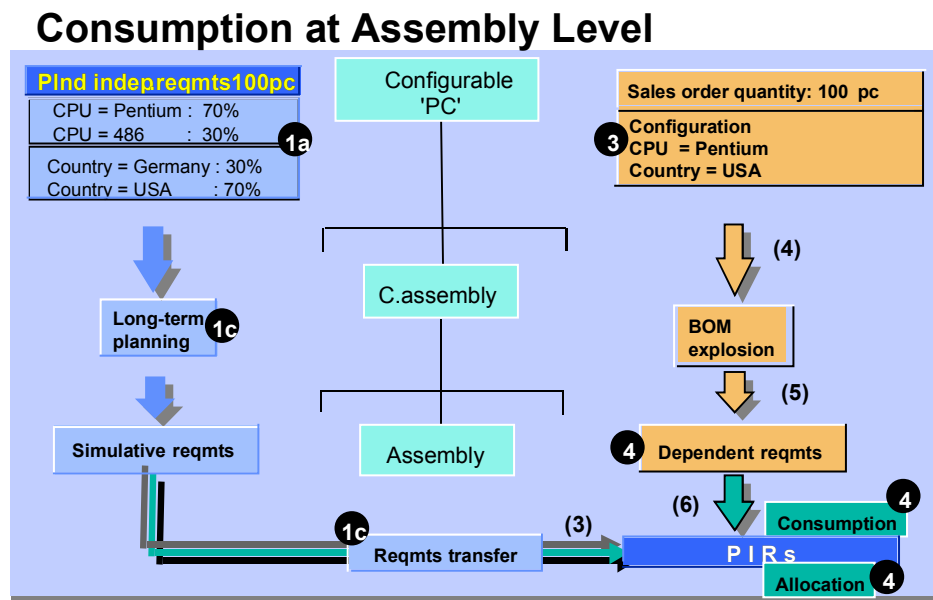 Consumption at Assembly Level
Plnd indep.reqmts100pc
CPU = Pentium : 70%
CPU = 486 : 30%
1a
Country = Germany : 30%
Country = USA : 70%
Configurable
'PC'
Sales order quantity: 100 pc
3
Configuration
CPU = Pentium
Country = USA
(4)
C.assembly
Long-term
planning
1c
BOM
explosion
(5)
Simulative reqmts
Assembly
4
Dependent reqmts
(6)
4
Consumption
1c
Reqmts transfer
(3)
P I R s
Allocation
4